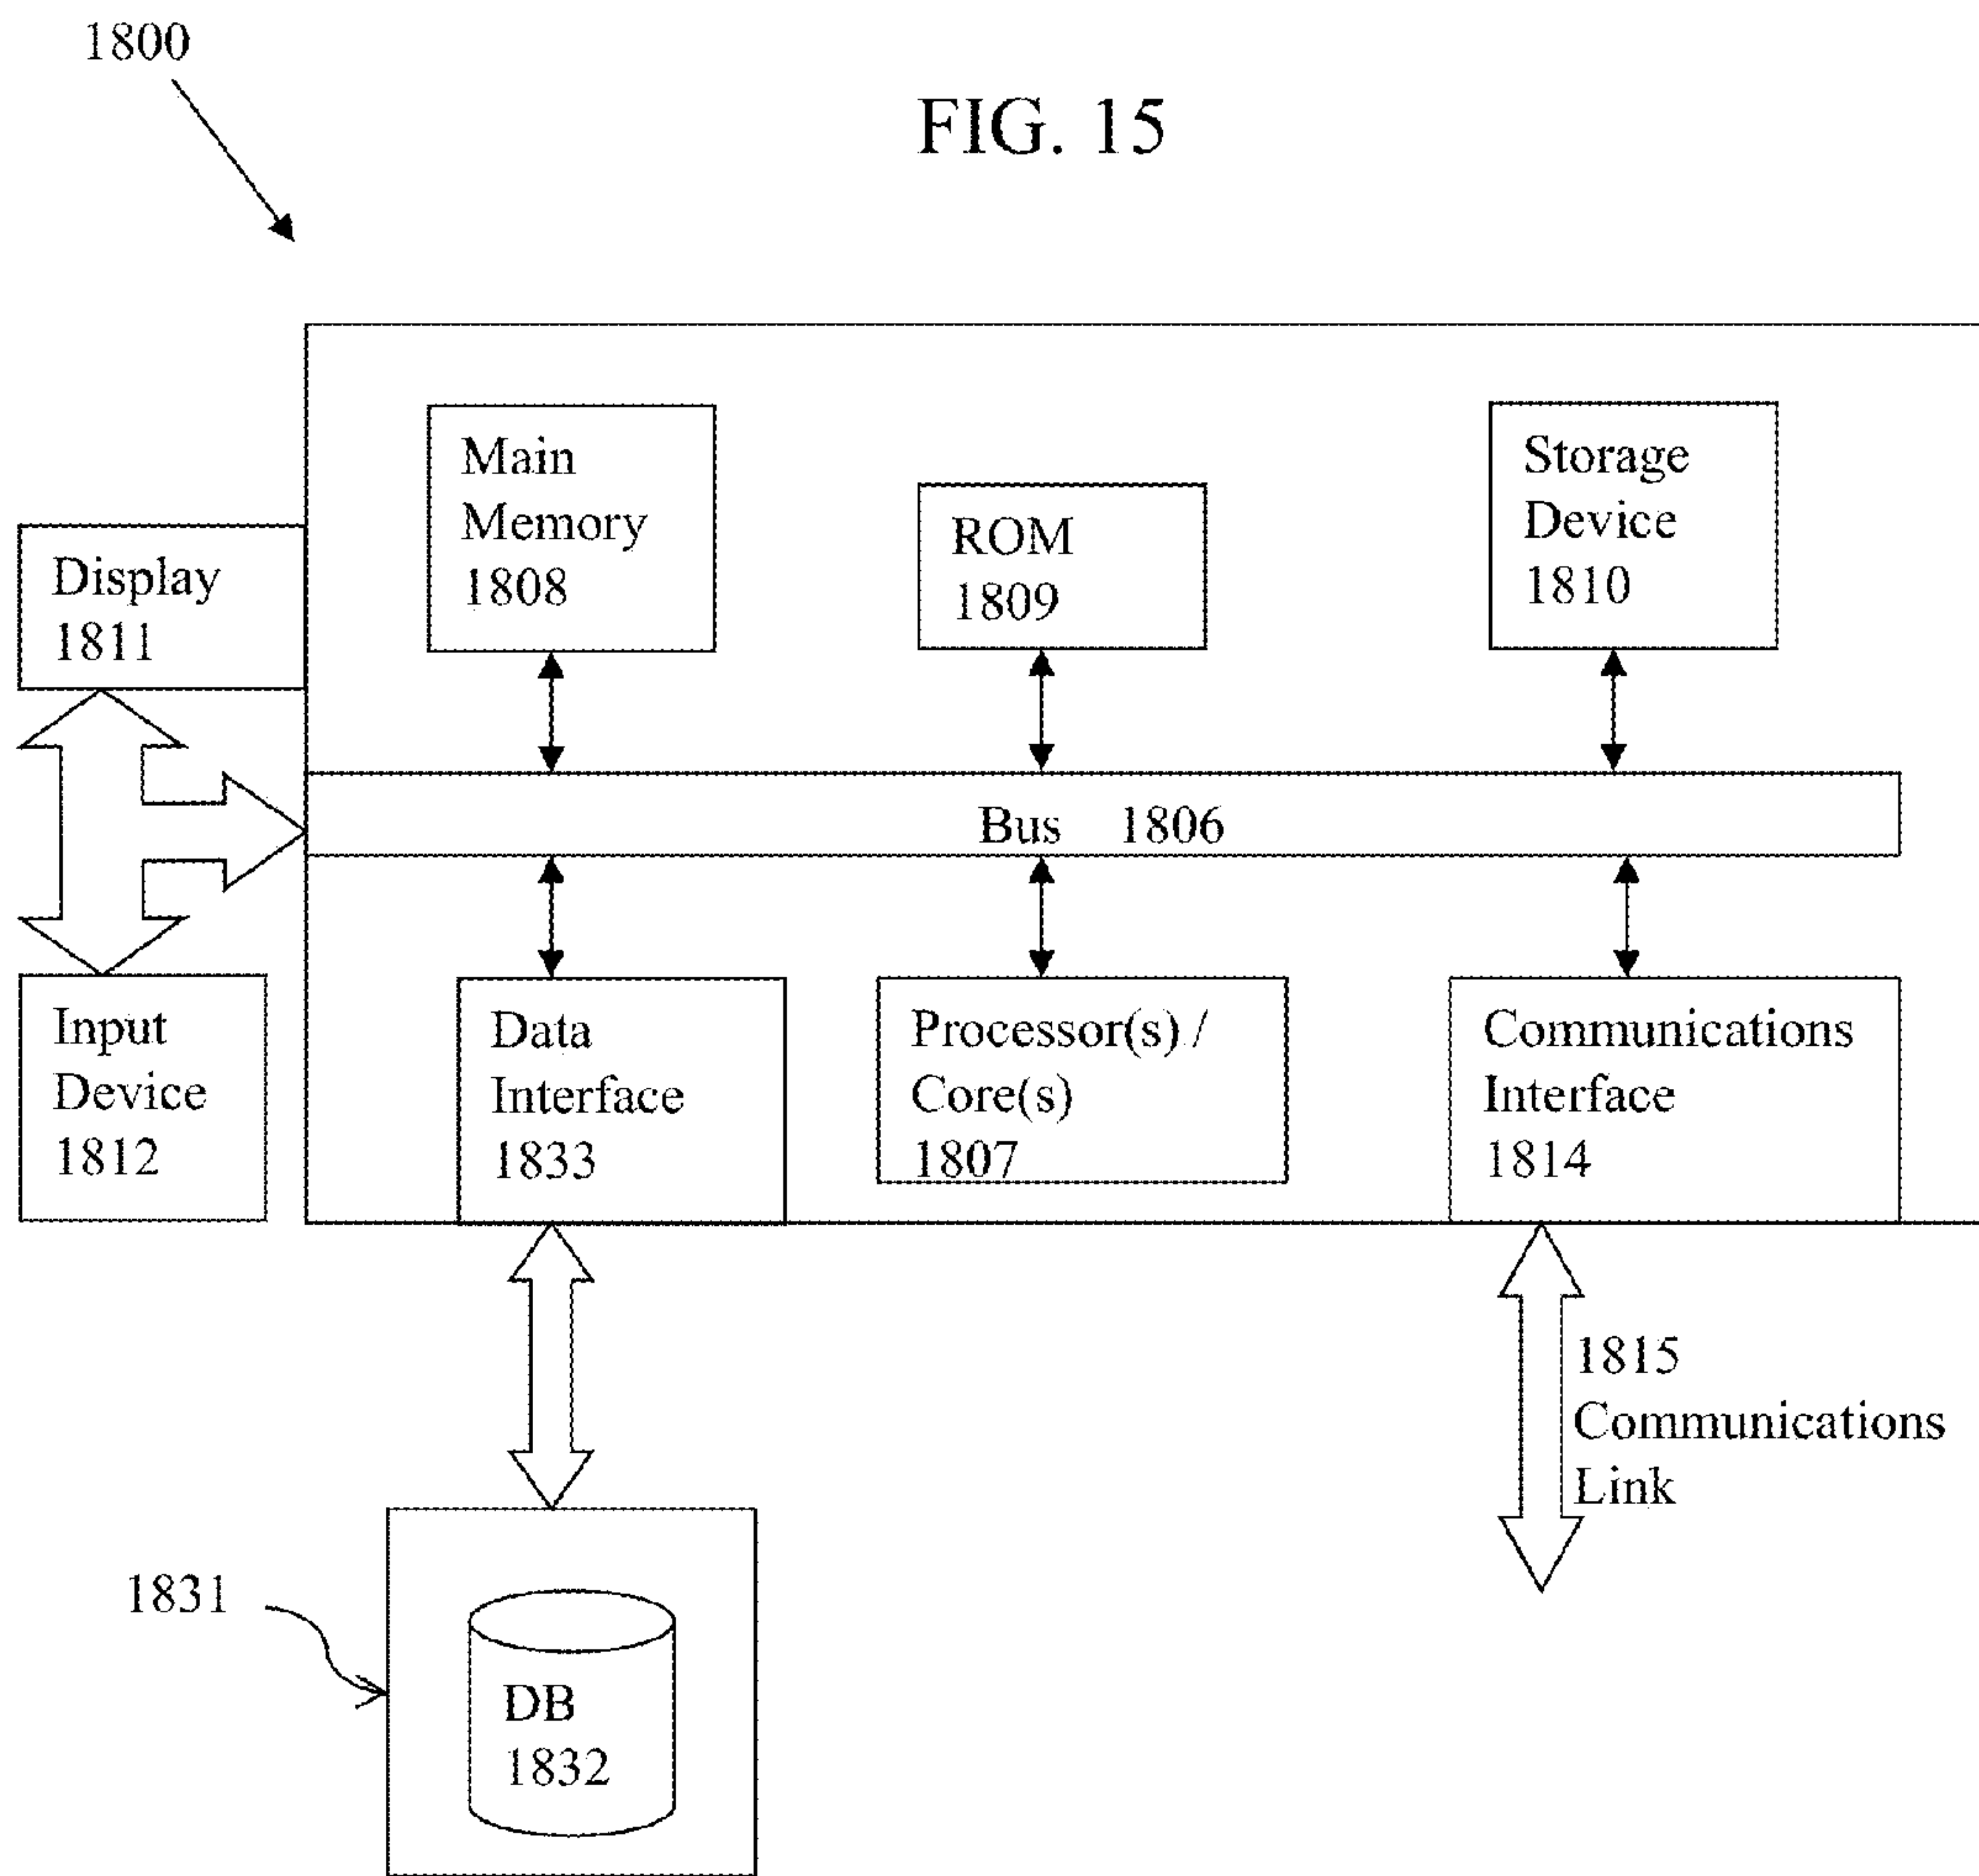 1800
FIG. 15
Main
Memory
1808
ROM
1809
Storage
Device
1810
Display
1811
Bus 1806
Input
Device
1812
Data
Interface
1833
Processor(s) /
Core(s)
1807
Communications
Interface
1814
1815
Communications
Link
1831
DB
1832